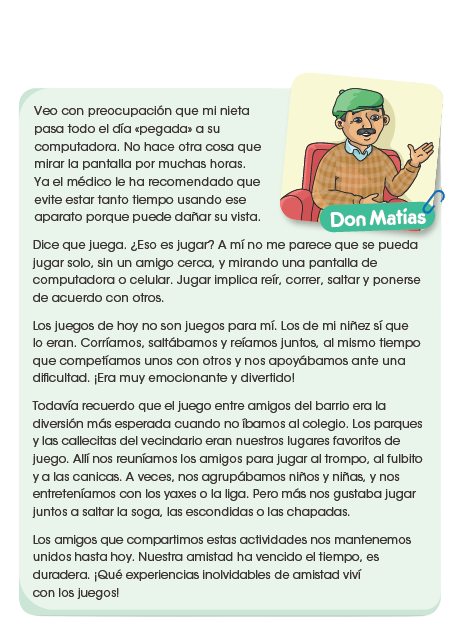 Veo con preocupación que mi nieta
pasa todo el día «pegada» a su
computadora. No hace otra cosa que
mirar la pantalla por muchas horas.
Ya el médico le ha recomendado que
evite estar tanto tiempo usando ese
aparato porque puede dañar su vista.
Don Matías
Dice que juega. ¿Eso es jugar? A mí no me parece que se pueda
jugar solo, sin un amigo cerca, y mirando una pantalla de
computadora o celular. Jugar implica reír, correr, saltar y ponerse
de acuerdo con otros.
Los juegos de hoy no son juegos para mí. Los de mi niñez sí que
lo eran. Corríamos, saltábamos y reíamos juntos, al mismo tiempo
que competíamos unos con otros y nos apoyábamos ante una
dificultad. ¡Era muy emocionante y divertido!
Todavía recuerdo que el juego entre amigos del barrio era la
diversión más esperada cuando no íbamos al colegio. Los parques
y las callecitas del vecindario eran nuestros lugares favoritos de
juego. Allí nos reuníamos los amigos para jugar al trompo, al fulbito
y a las canicas. A veces, nos agrupábamos niños y niñas, y nos
entreteníamos con los yaxes o la liga. Pero más nos gustaba jugar
juntos a saltar la soga, las escondidas o las chapadas.
Los amigos que compartimos estas actividades nos mantenemos
unidos hasta hoy. Nuestra amistad ha vencido el tiempo, es
duradera. ¡Qué experiencias inolvidables de amistad viví
con los juegos!